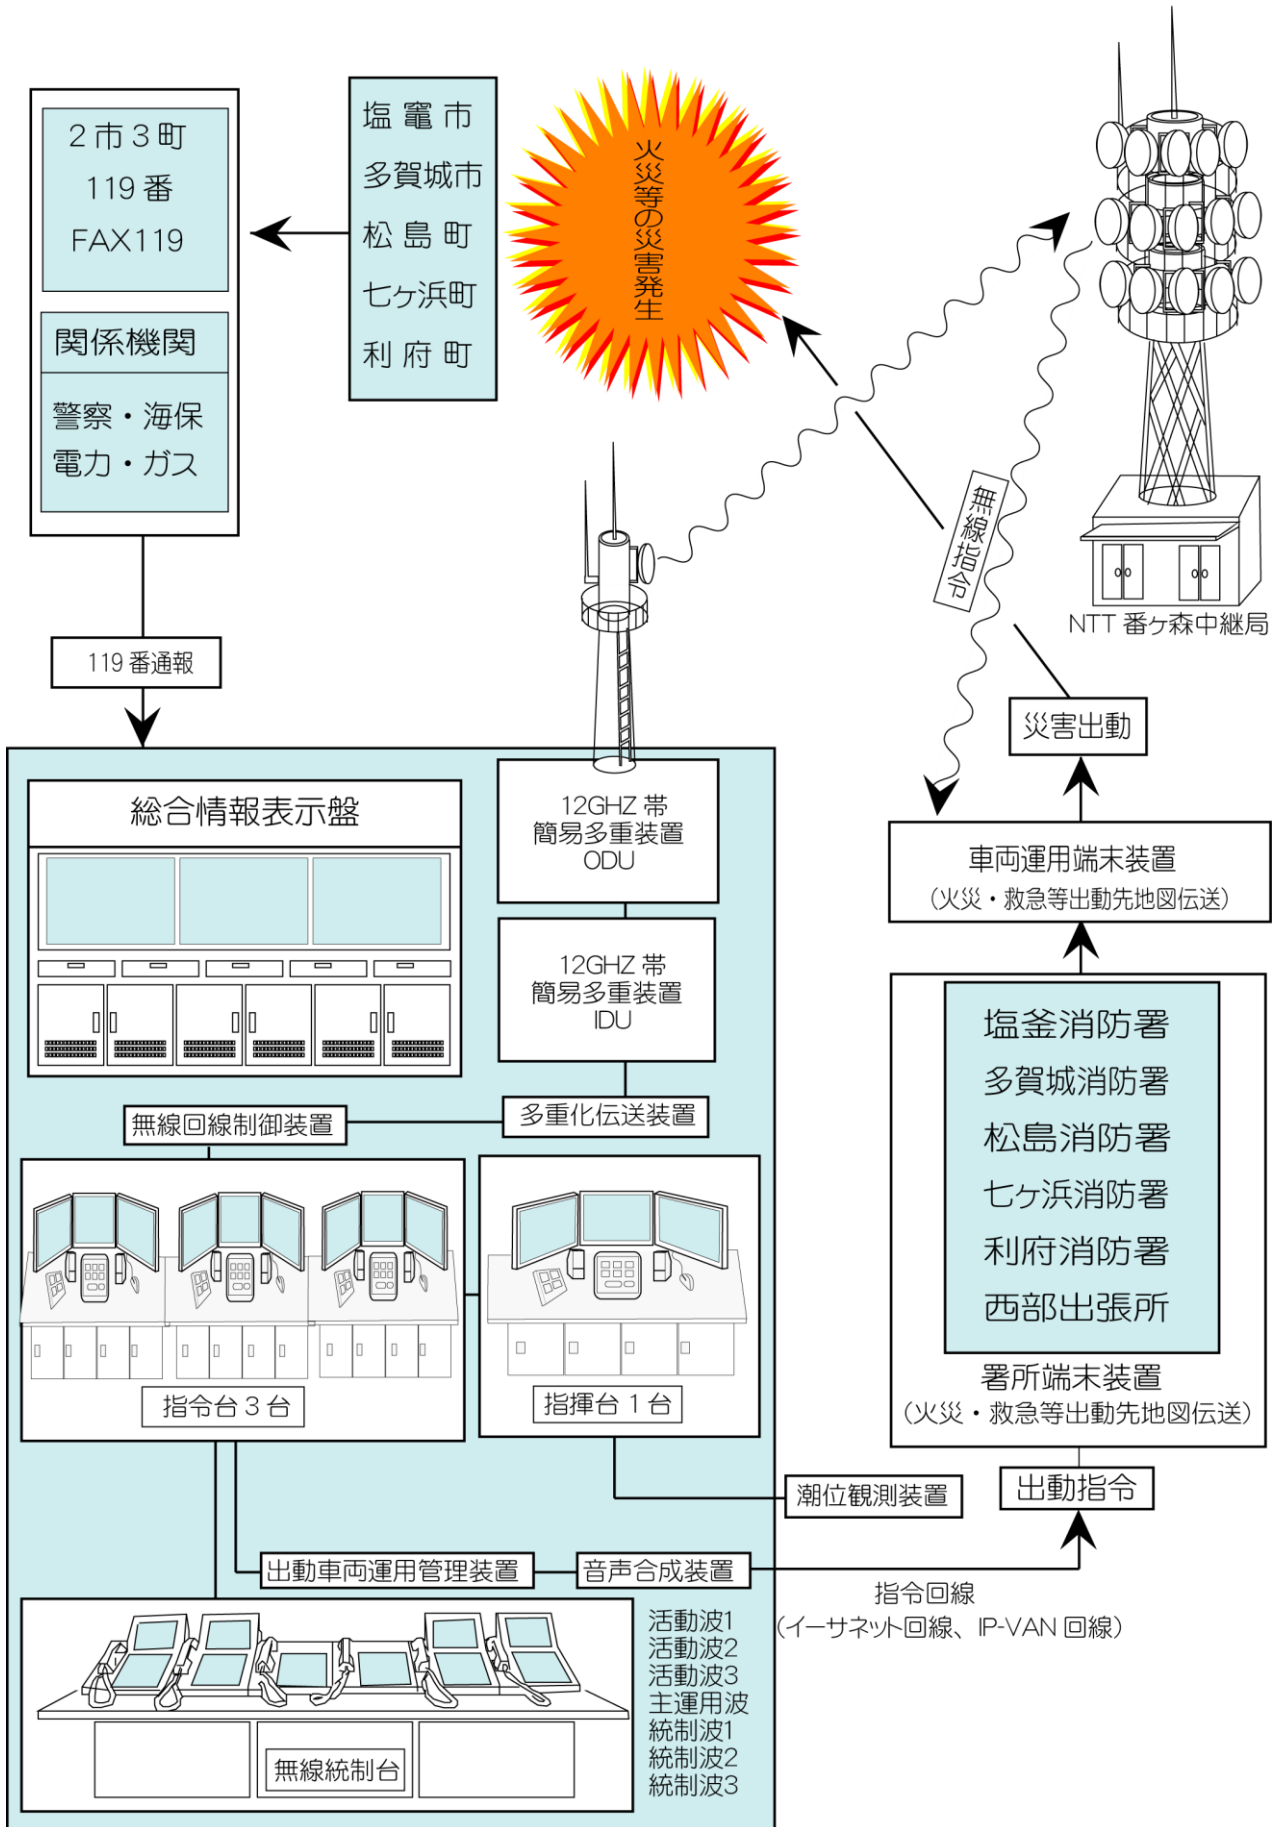 2市3町
119番
FAX119
関係機関
警察・海保
電力・ガス
塩竈市
多賀城市
松島町
七ヶ浜町
利府町
火災等の災害発生
無線指令
NTT 番ヶ森中継局
119番通報
災害出動
総合情報表示盤
12GHZ 帯
簡易多重装置
ODU
12GHZ 帯
簡易多重装置
IDU
車両運用端末装置
(火災・救急等出動先地図伝送)
無線回線制御装置
多重化伝送装置
塩釜消防署
多賀城消防署
松島消防署
七ヶ浜消防署
利府消防署
西部出張所
署所端末装置
(火災・救急等出動先地図伝送)
指令台3台
指揮台1台
潮位観測装置
出動指令
出動車両運用管理装置
音声合成装置
指令回線
(イーサネット回線、IP-VAN 回線)
活動波1
活動波2
活動波3
主運用波
統制波1
統制波2
統制波3
無線統制台